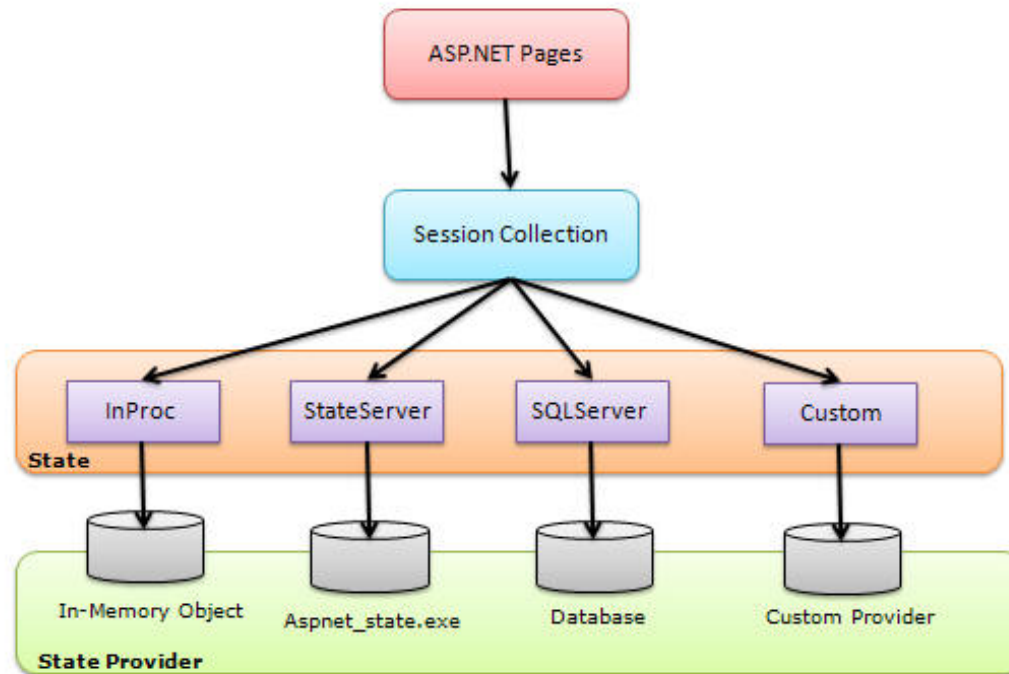 ASP.NET Pages
Session Collection
InProc
StateServer
SQLServer
Custom
State
In-Memory Object
Aspnet_state.exe
Database
Custom Provider
State Provider